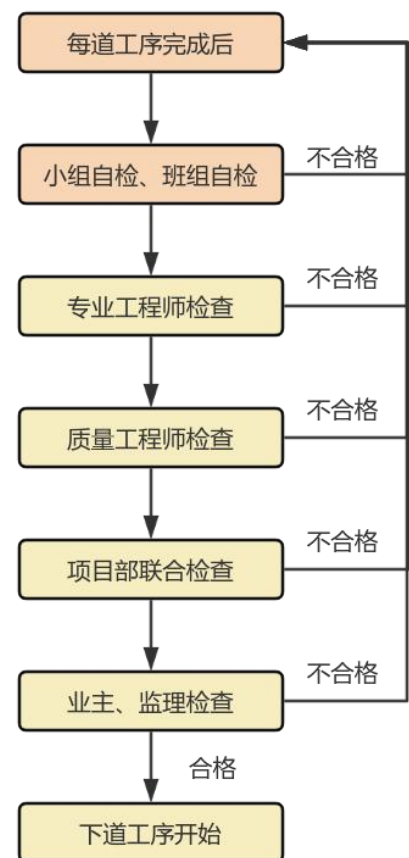 每道工序完成后
不合格
小组自检、班组自检
不合格
专业工程师检查
不合格
质量工程师检查
不合格
项目部联合检查
不合格
业主、监理检查
合格
下道工序开始